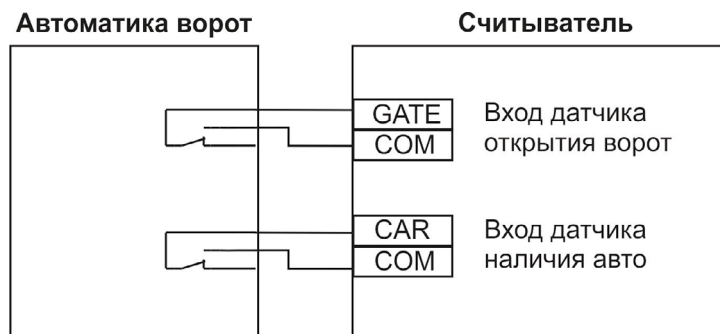 Автоматика ворот
Считыватель
GATE
COM
Вход датчика
открытия ворот
CAR
COM
Вход датчика
наличия авто